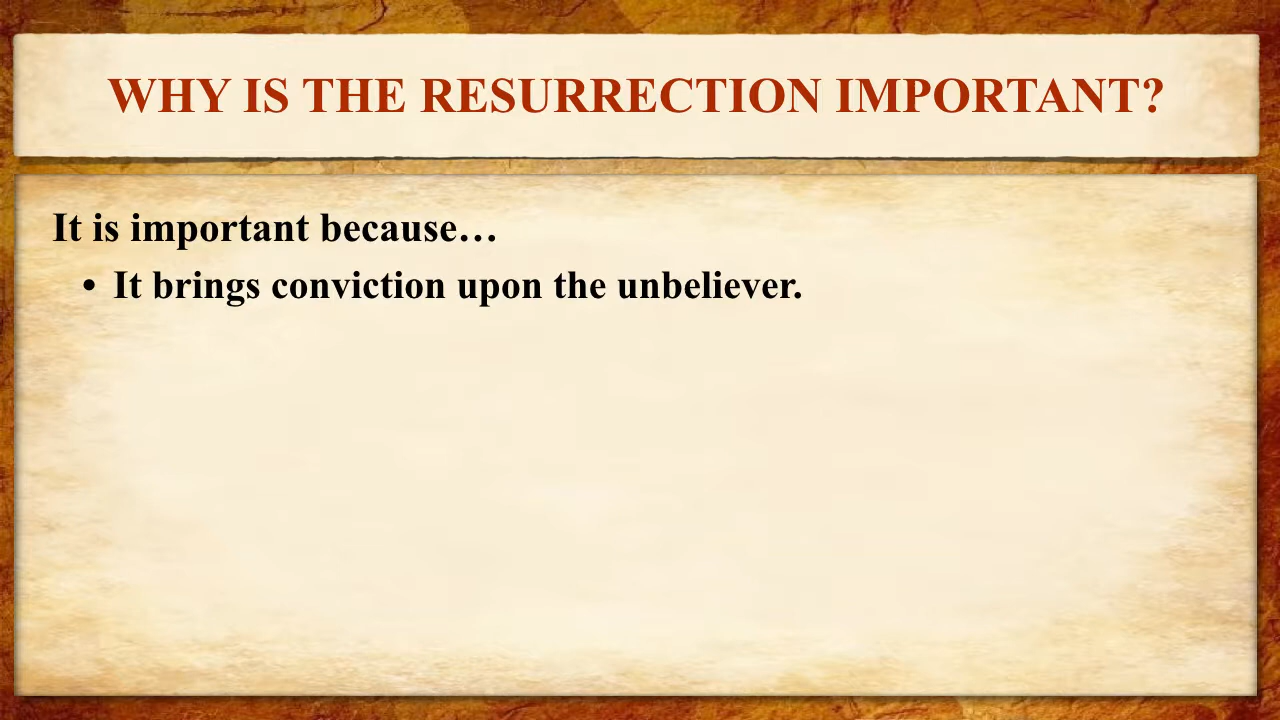 WHY IS THE RESURRECTION IMPORTANT?
It is important because…
• It brings conviction upon the unbeliever.